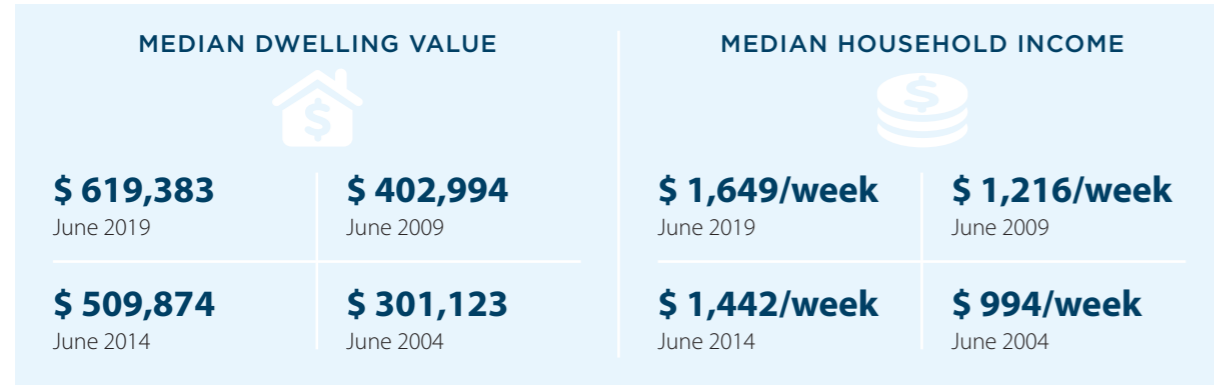 MEDIAN DWELLING VALUE
$
$ 619,383
June 2019
$ 402,994
June 2009
$ 509,874
June 2014
$ 301,123
June 2004
MEDIAN HOUSEHOLD INCOME
$
$ 1,649/week
June 2019
$ 1,216/week
June 2009
$ 1,442/week
June 2014
$ 994/week
June 2004